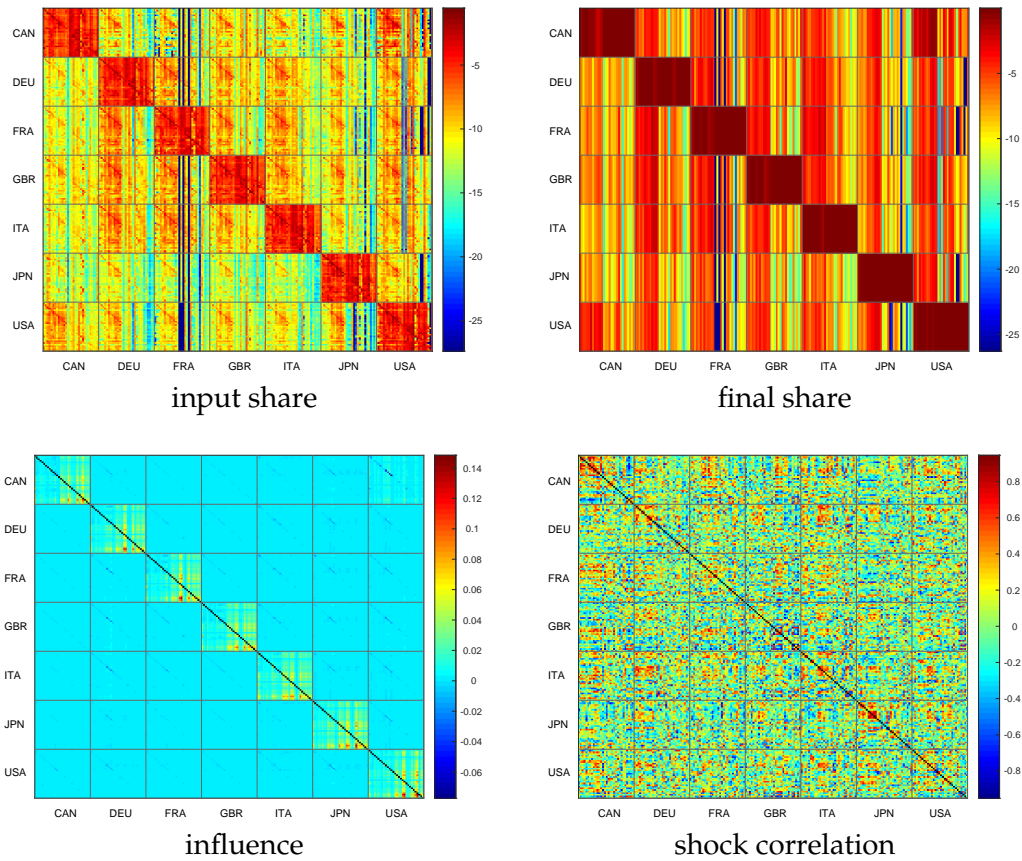 CAN
DEU
FRA
GBR
ITA
JPN
USA
CAN DEU FRA GBR ITA JPN USA
-5
-10
-15
-20
-25
input share
CAN
DEU
FRA
GBR
ITA
JPN
USA
CAN DEU FRA GBR ITA JPN USA
-5
-10
-15
-20
-25
final share
CAN
DEU
FRA
GBR
ITA
JPN
USA
CAN DEU FRA GBR ITA JPN USA
0.14
0.12
0.1
0.08
0.06
0.04
0.02
0
-0.02
-0.04
-0.06
influence
CAN
DEU
FRA
GBR
ITA
JPN
USA
CAN DEU FRA GBR ITA JPN USA
0.8
0.6
0.4
0.2
0
-0.2
-0.4
-0.6
-0.8
shock correlation